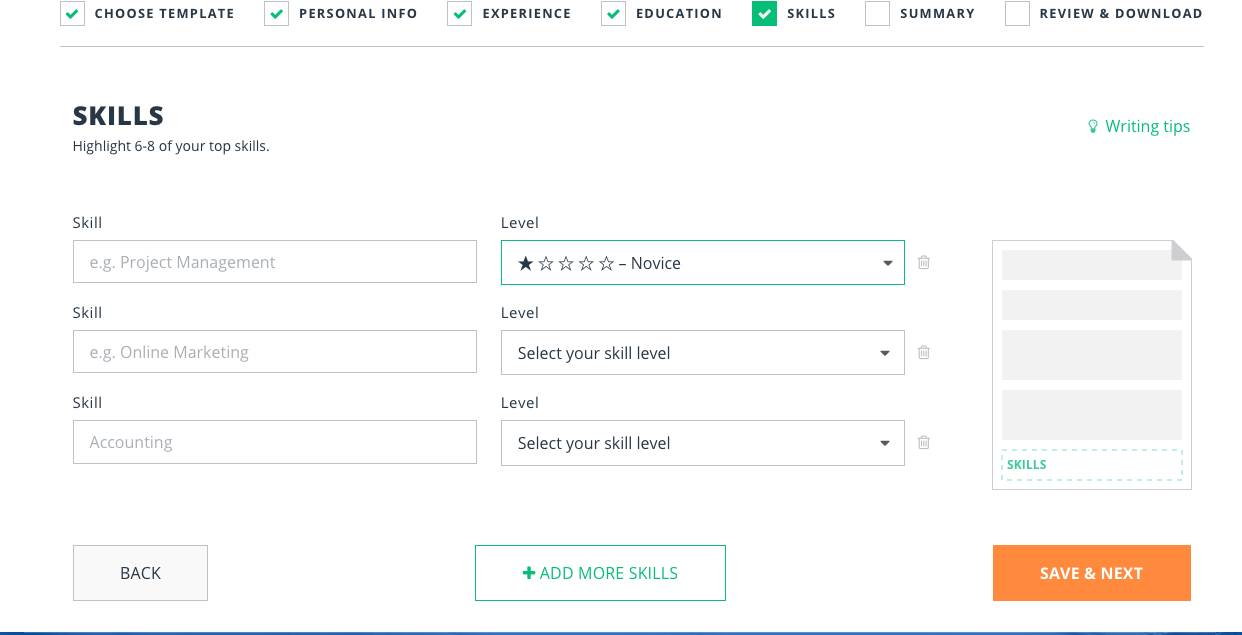 CHOOSE TEMPLATE PERSONAL INFO EXPERIENCE EDUCATION SKILLS SUMMARY REVIEW & DOWNLOAD
SKILLS
Writing tips
Highlight 6-8 of your top skills.
Skill Level
e.g. Project Management ★☆☆☆☆ – Novice
Skill Level
e.g. Online Marketing Select your skill level
Skill Level
Accounting Select your skill level
SKILLS
BACK + ADD MORE SKILLS SAVE & NEXT